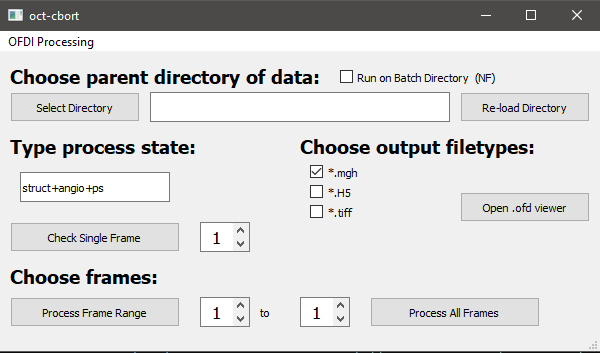 oct-cbort
OFDI Processing
Choose parent directory of data: Run on Batch Directory (NF)
Select Directory Re-load Directory
Type process state: Choose output filetypes:
*.mgh
struct+angio+ps *.H5
*.tiff Open .ofd viewer
Check Single Frame 1
Choose frames:
Process Frame Range 1 to 1 Process All Frames